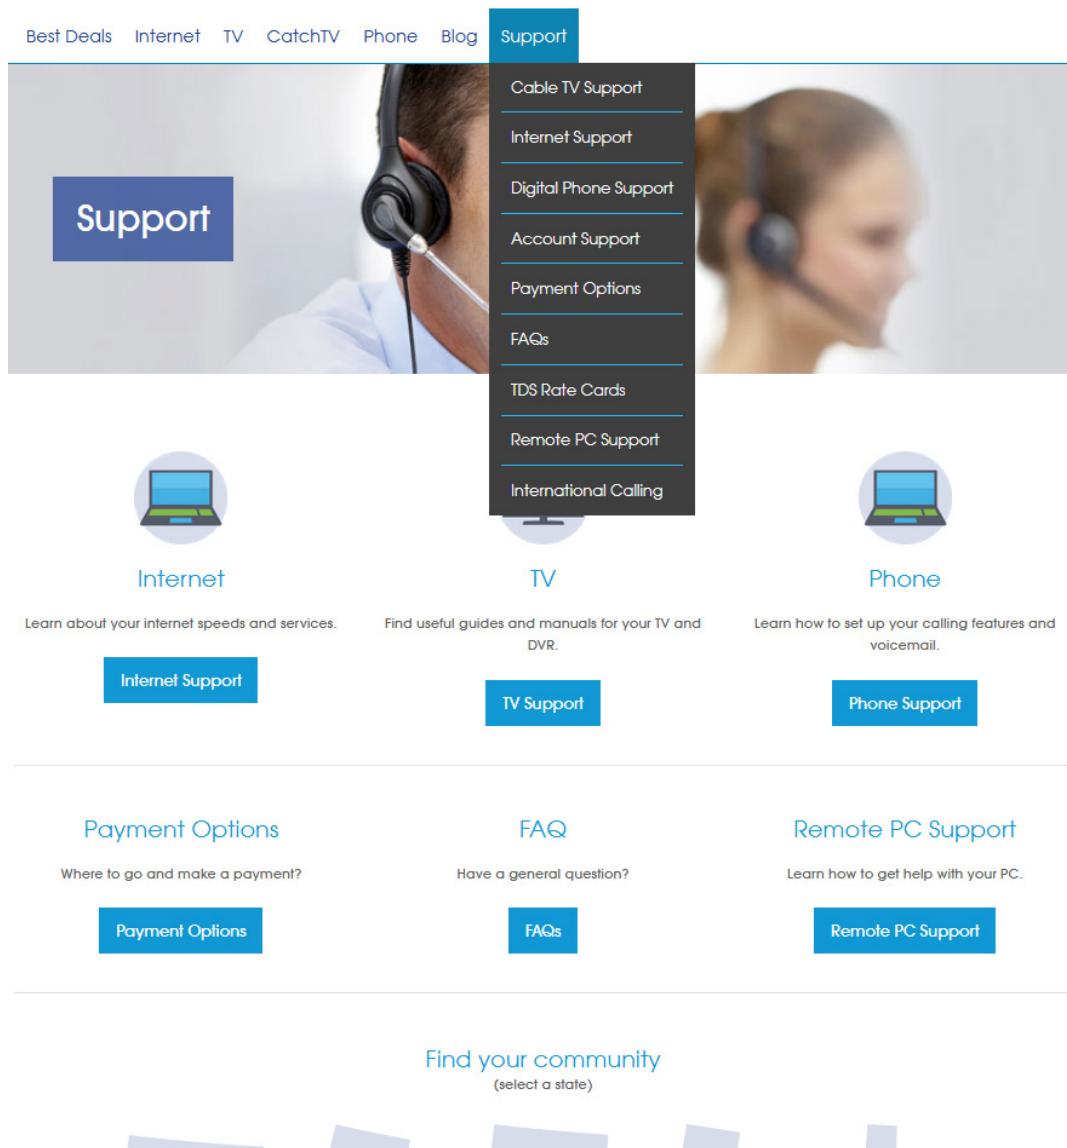 Best Deals Internet TV CatchTV Phone Blog Support
Cable TV Support
Internet Support
Digital Phone Support
Account Support
Payment Options
FAQs
TDS Rate Cards
Remote PC Support
International Calling
Support
Internet
Learn about your internet speeds and services.
Internet Support
TV
Find useful guides and manuals for your TV and
DVR.
TV Support
Phone
Learn how to set up your calling features and
voicemail.
Phone Support
Payment Options
Where to go and make a payment?
Payment Options
FAQ
Have a general question?
FAQs
Remote PC Support
Learn how to get help with your PC.
Remote PC Support
Find your community
(select a state)